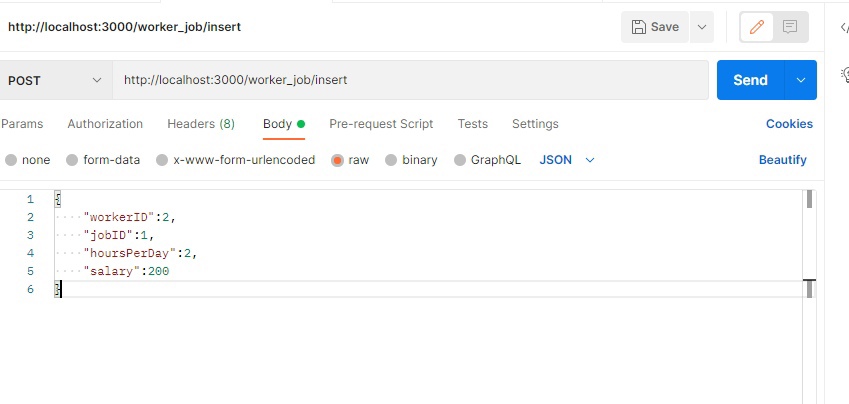 http://localhost:3000/worker_job/insert Save
POST http://localhost:3000/worker_job/insert Send
Params Authorization Headers (8) Body Pre-request Script Tests Settings Cookies
none form-data x-www-form-urlencoded raw binary GraphQL JSON Beautify
1 {
2 "workerID":2,
3 "jobID":1,
4 "hoursPerDay":2,
5 "salary":200
6 }